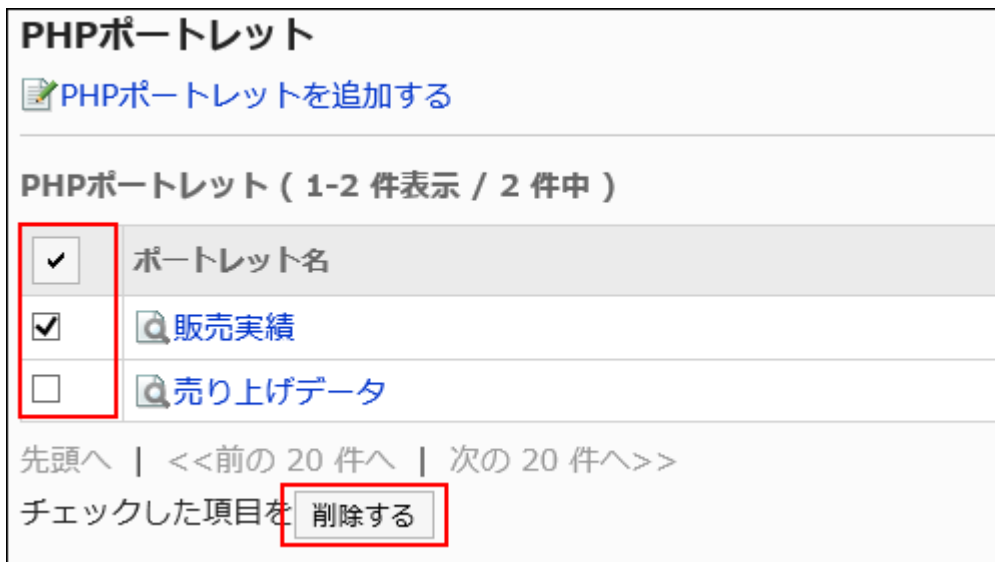 PHPポートレット
PHPポートレットを追加する
PHPポートレット ( 1-2 件表示 / 2 件中 )
ポートレット名
販売実績
売り上げデータ
先頭へ | <<前の 20 件へ | 次の 20 件へ>>
チェックした項目を 削除する